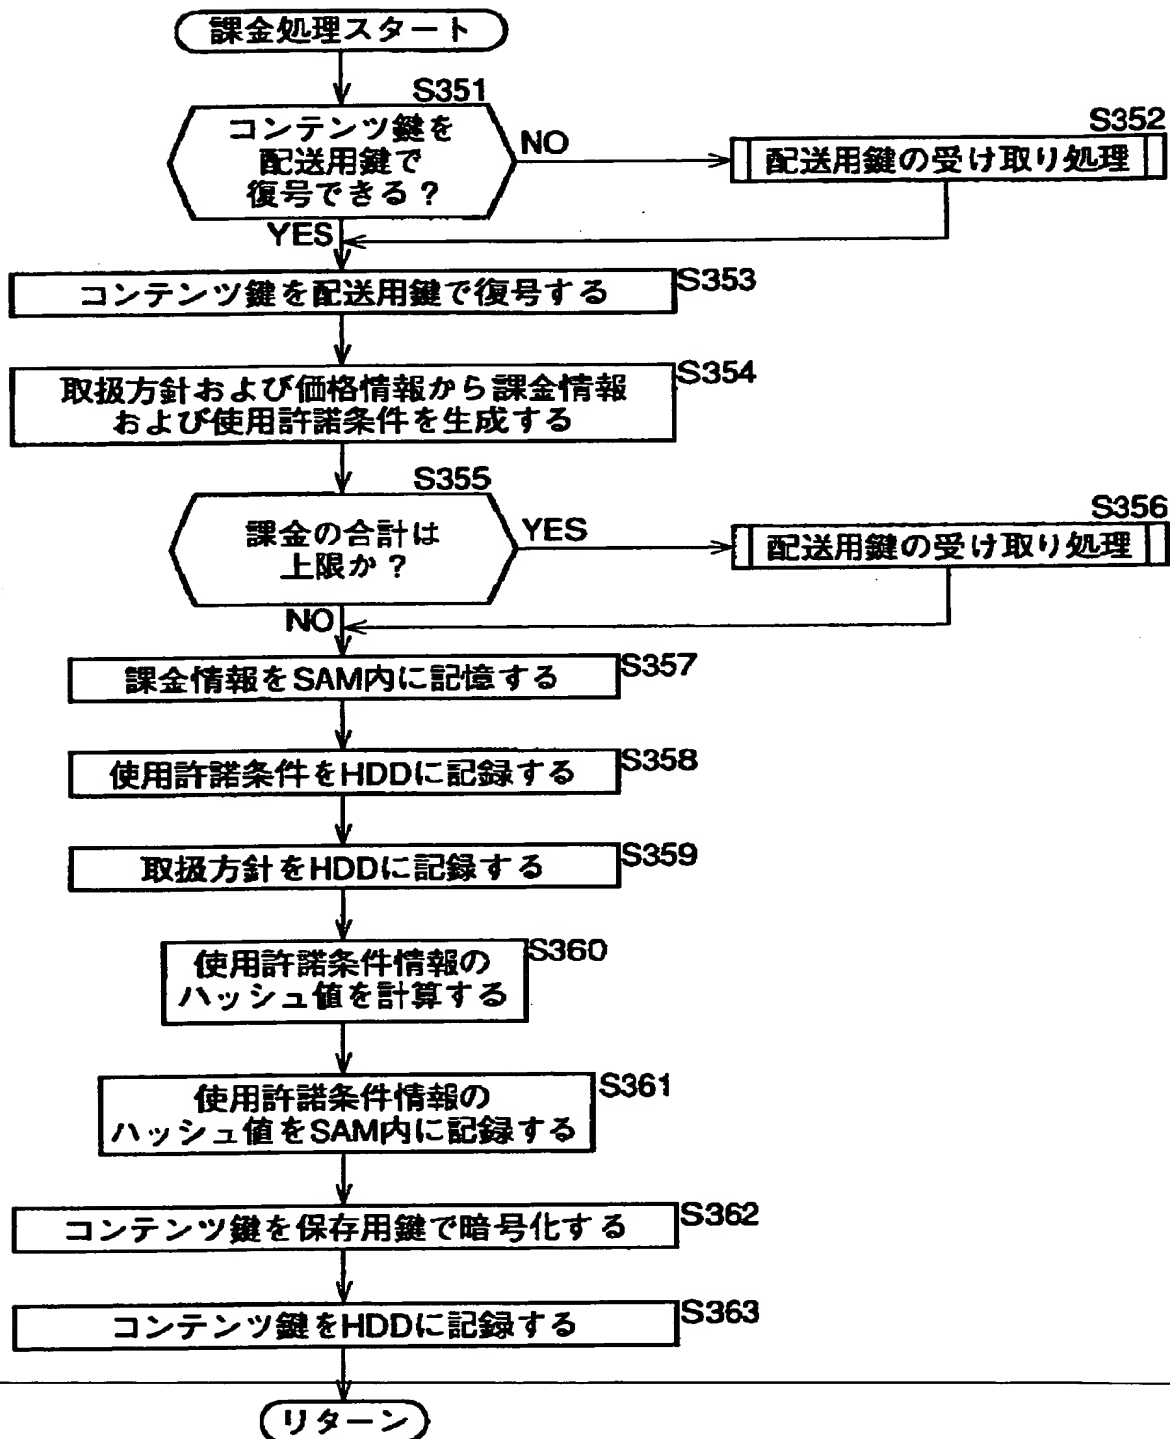 課金処理スタート
S351
コンテンツ鍵を
配送用鍵で
復号できる?
NO
S352
配送用鍵の受け取り処理
YES
コンテンツ鍵を配送用鍵で復号する
S353
取扱方針および価格情報から課金情報
および使用許諾条件を生成する
S354
S355
課金の合計は
上限か?
YES
S356
配送用鍵の受け取り処理
NO
課金情報をSAM内に記憶する
S357
使用許諾条件をHDDに記録する
S358
取扱方針をHDDに記録する
S359
使用許諾条件情報の
ハッシュ値を計算する
S360
使用許諾条件情報の
ハッシュ値をSAM内に記録する
S361
コンテンツ鍵を保存用鍵で暗号化する
S362
コンテンツ鍵をHDDに記録する
S363
リターン